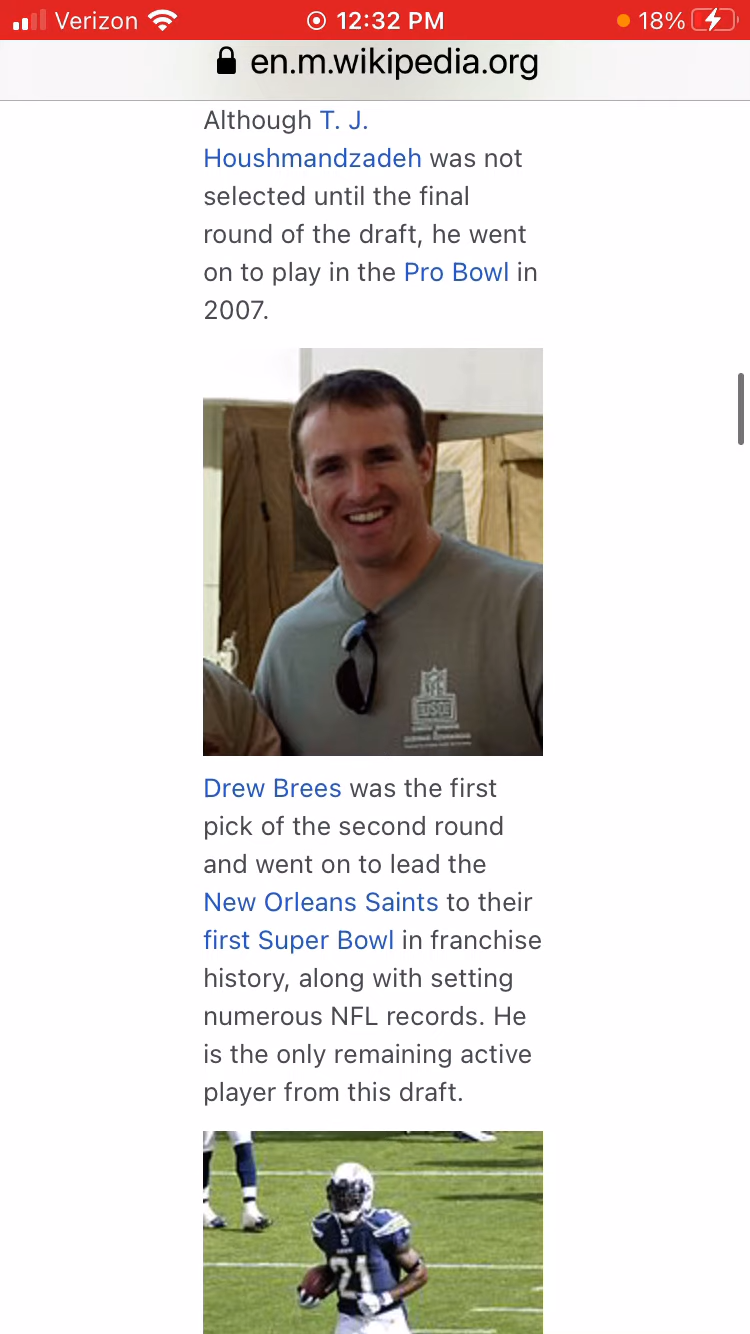 Verizon 12:32 PM 18%
en.m.wikipedia.org
Although T. J.
Houshmandzadeh was not
selected until the final
round of the draft, he went
on to play in the Pro Bowl in
2007.
USO
Drew Brees was the first
pick of the second round
and went on to lead the
New Orleans Saints to their
first Super Bowl in franchise
history, along with setting
numerous NFL records. He
is the only remaining active
player from this draft.
21